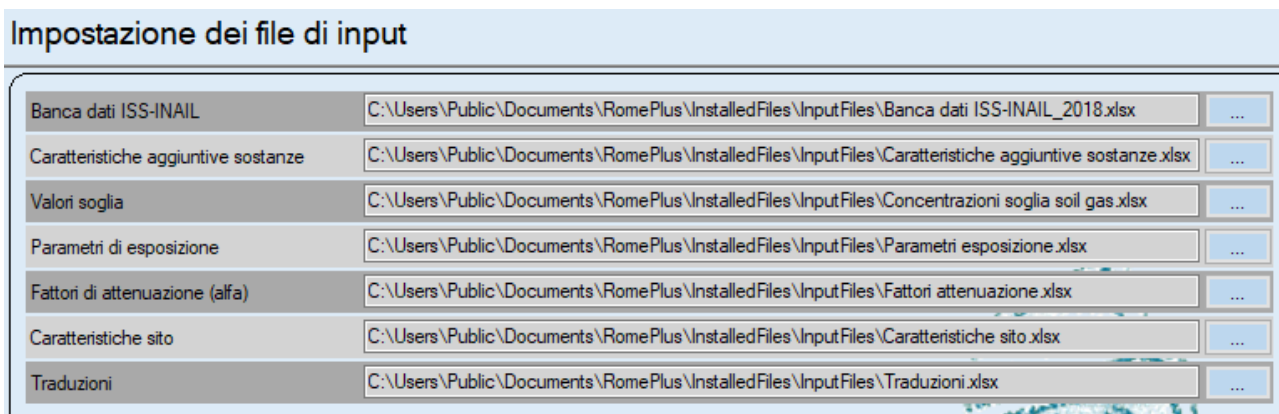 Impostazione dei file di input
Banca dati ISS-INAIL C:\Users\Public\Documents\RomePlus\InstalledFiles\InputFiles\Banca dati ISS-INAIL_2018.xlsx ...
Caratteristiche aggiuntive sostanze C:\Users\Public\Documents\RomePlus\InstalledFiles\InputFiles\Caratteristiche aggiuntive sostanze.xlsx ...
Valori soglia C:\Users\Public\Documents\RomePlus\InstalledFiles\InputFiles\Concentrazioni soglia soil gas.xlsx ...
Parametri di esposizione C:\Users\Public\Documents\RomePlus\InstalledFiles\InputFiles\Parametri esposizione.xlsx ...
Fattori di attenuazione (alfa) C:\Users\Public\Documents\RomePlus\InstalledFiles\InputFiles\Fattori attenuazione.xlsx ...
Caratteristiche sito C:\Users\Public\Documents\RomePlus\InstalledFiles\InputFiles\Caratteristiche sito.xlsx ...
Traduzioni C:\Users\Public\Documents\RomePlus\InstalledFiles\InputFiles\Traduzioni.xlsx ...